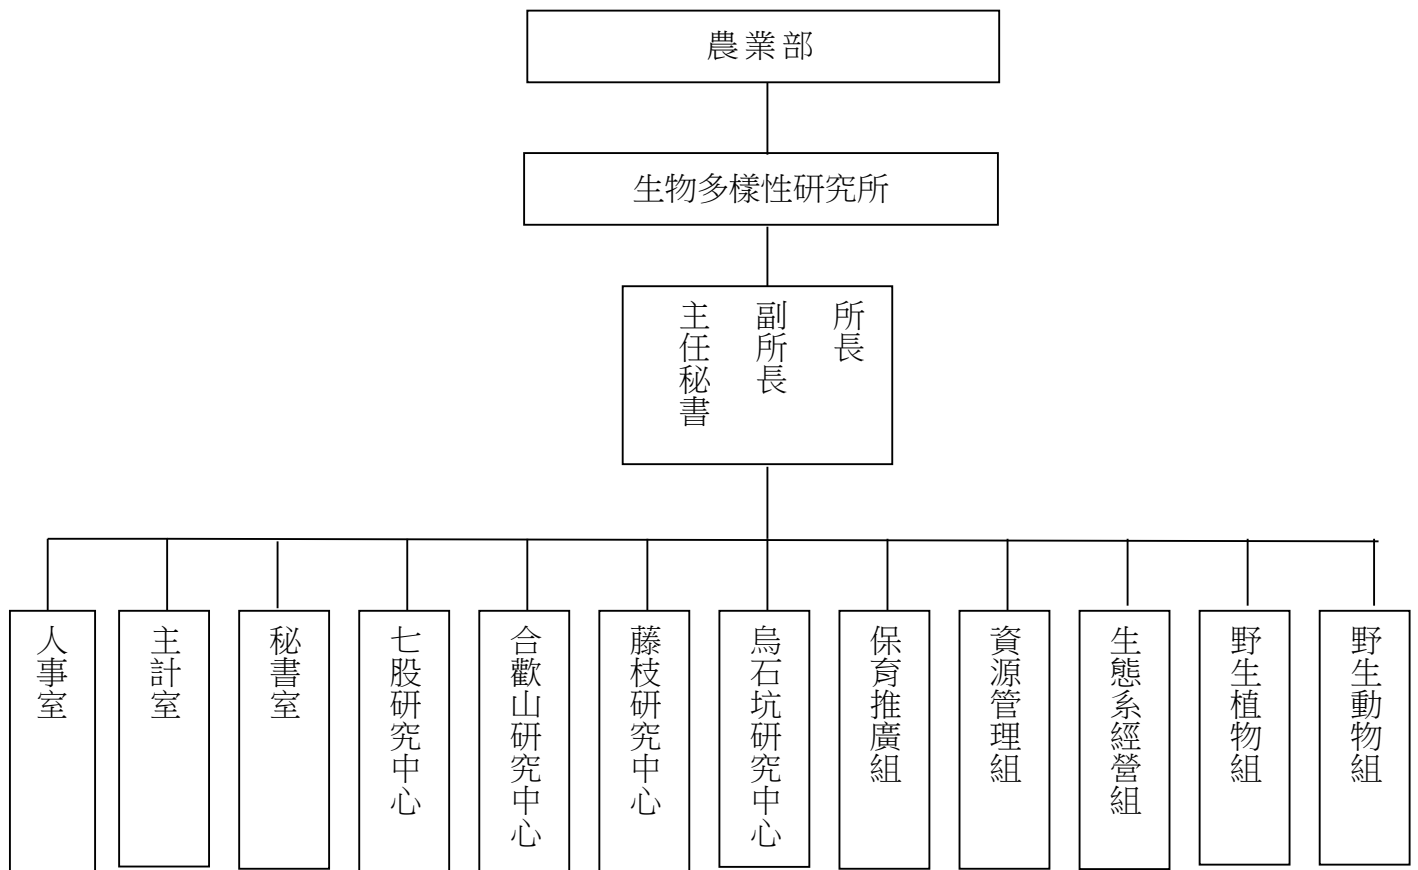 農業部
生物多樣性研究所
所長
副所長
主任秘書
野生動物組
野生植物組
生態系經營組
資源管理組
保育推廣組
烏石坑研究中心
藤枝研究中心
合歡山研究中心
七股研究中心
秘書室
主計室
人事室